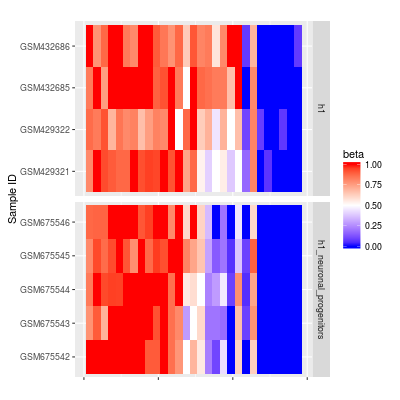 GSM432686
GSM432685
GSM429322
GSM429321
h1
GSM675546
GSM675545
GSM675544
GSM675543
GSM675542
h1_neuronal_progenitors
Sample ID
beta
1.00
0.75
0.50
0.25
0.00